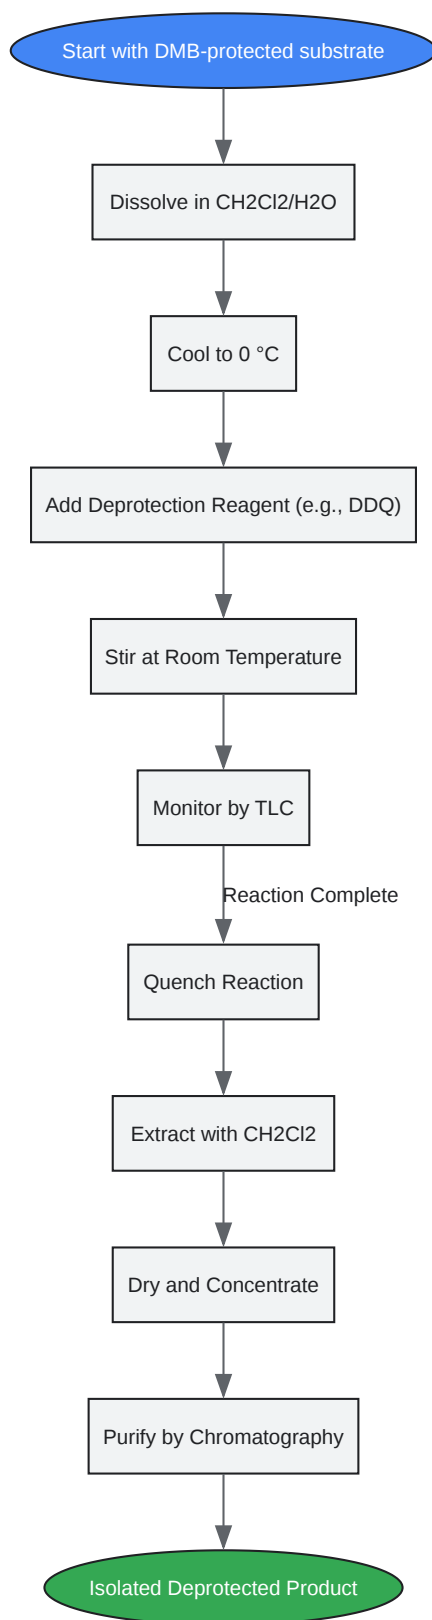 Start with DMB-protected substrate
Dissolve in CH2Cl2/H2O
Cool to 0 °C
Add Deprotection Reagent (e.g., DDQ)
Stir at Room Temperature
Monitor by TLC
Reaction Complete
Quench Reaction
Extract with CH2Cl2
Dry and Concentrate
Purify by Chromatography
Isolated Deprotected Product